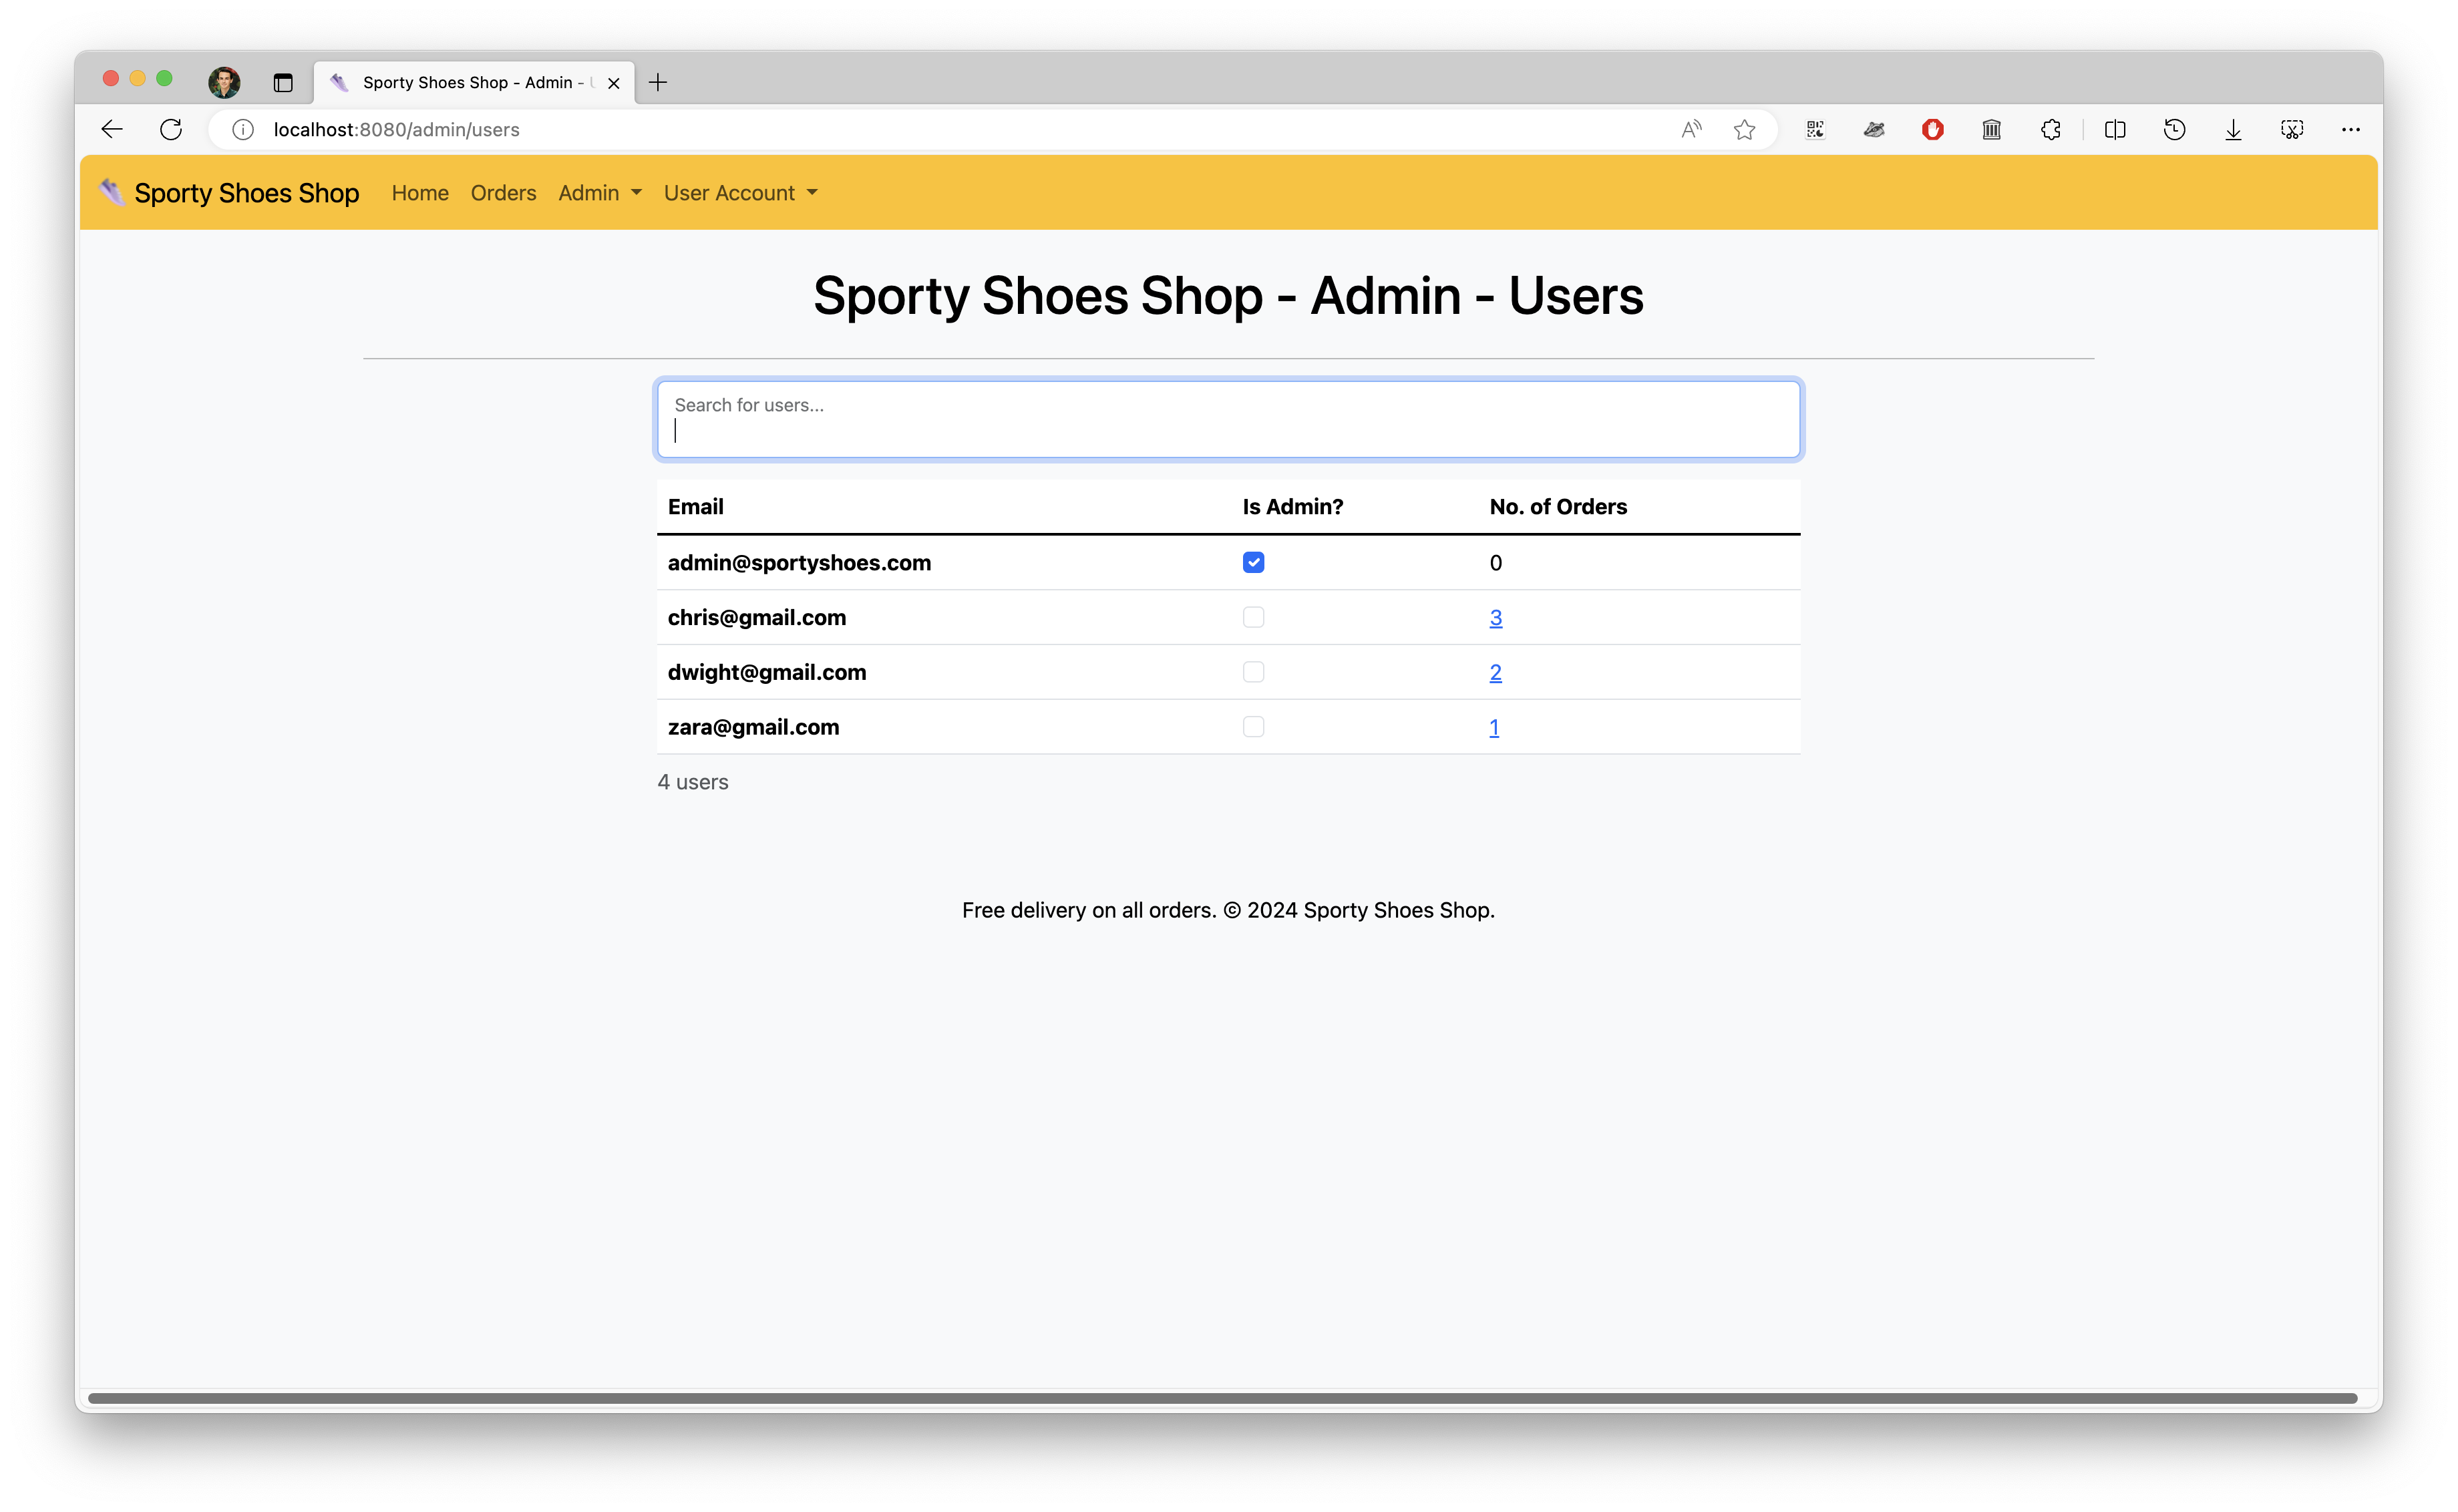 Sporty Shoes Shop - Admin -
localhost:8080/admin/users
Sporty Shoes Shop Home Orders Admin User Account
Sporty Shoes Shop - Admin - Users
Search for users...
Email Is Admin? No. of Orders
admin@sportyshoes.com 0
chris@gmail.com 3
dwight@gmail.com 2
zara@gmail.com 1
4 users
Free delivery on all orders. © 2024 Sporty Shoes Shop.